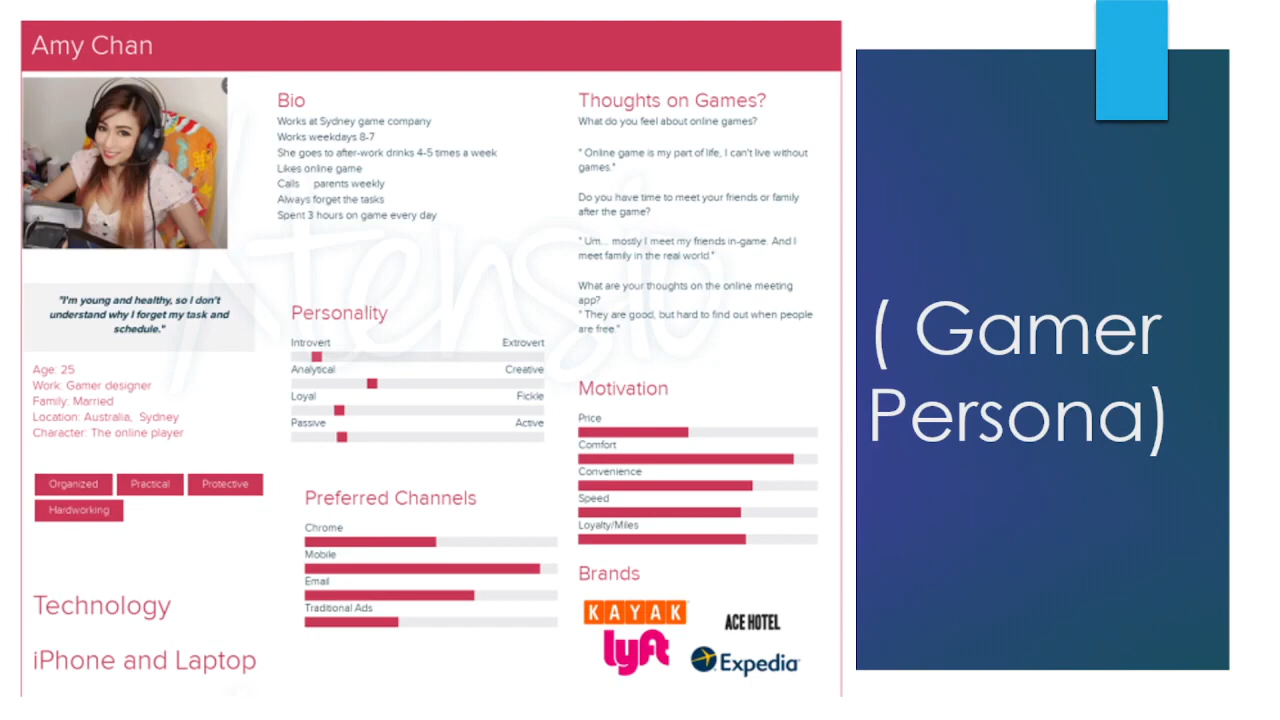 Amy Chan
"I'm young and healthy, so I don't
understand why I forget my task and
schedule."
Age: 25
Work: Gamer designer
Family: Married
Location: Australia, Sydney
Character: The online player
Organized Practical Protective
Hardworking
Technology
iPhone and Laptop
Bio
Works at Sydney game company
Works weekdays 8-7
She goes to after-work drinks 4-5 times a week
Likes online game
Calls parents weekly
Always forget the tasks
Spent 3 hours on game every day
Personality
Introvert Extrovert
Analytical Creative
Loyal Fickle
Passive Active
Preferred Channels
Chrome
Mobile
Email
Traditional Ads
Thoughts on Games?
What do you feel about online games?
" Online game is my part of life, I can't live without
games."
Do you have time to meet your friends or family
after the game?
" Um... mostly I meet my friends in-game. And I
meet family in the real world."
What are your thoughts on the online meeting
app?
" They are good, but hard to find out when people
are free."
Motivation
Price
Comfort
Convenience
Speed
Loyalty/Miles
Brands
KAYAK
ACE HOTEL
lyft
Expedia
Xtensio
( Gamer
Persona)